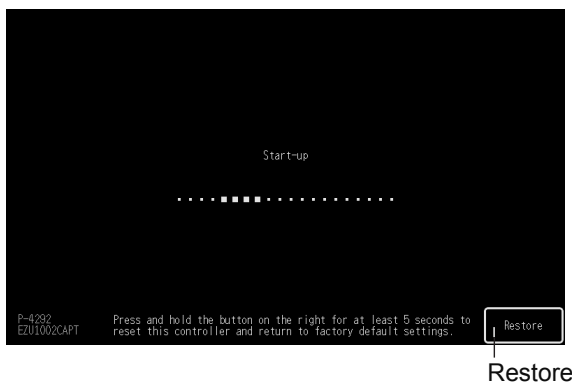 Start-up
P-4292
EZU1002CAPT
Press and hold the button on the right for at least 5 seconds to
reset this controller and return to factory default settings.
Restore
Restore